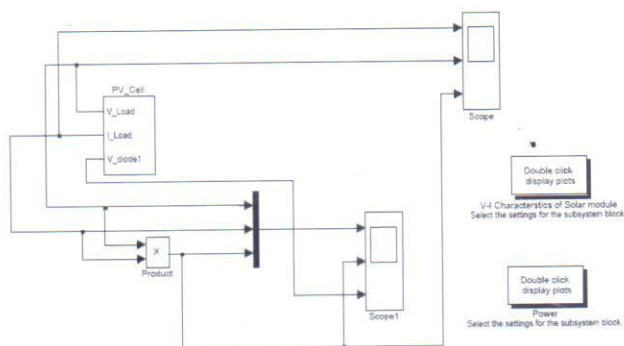 PV_Cell
V_Load
I_Load
V_diode1
Scope
Double click
display plots
V-I Characterstics of Solar module
Select the settings for the subsystem block
X
Product
Scope1
Double click
display plots
Power
Select the settings for the subsystem block